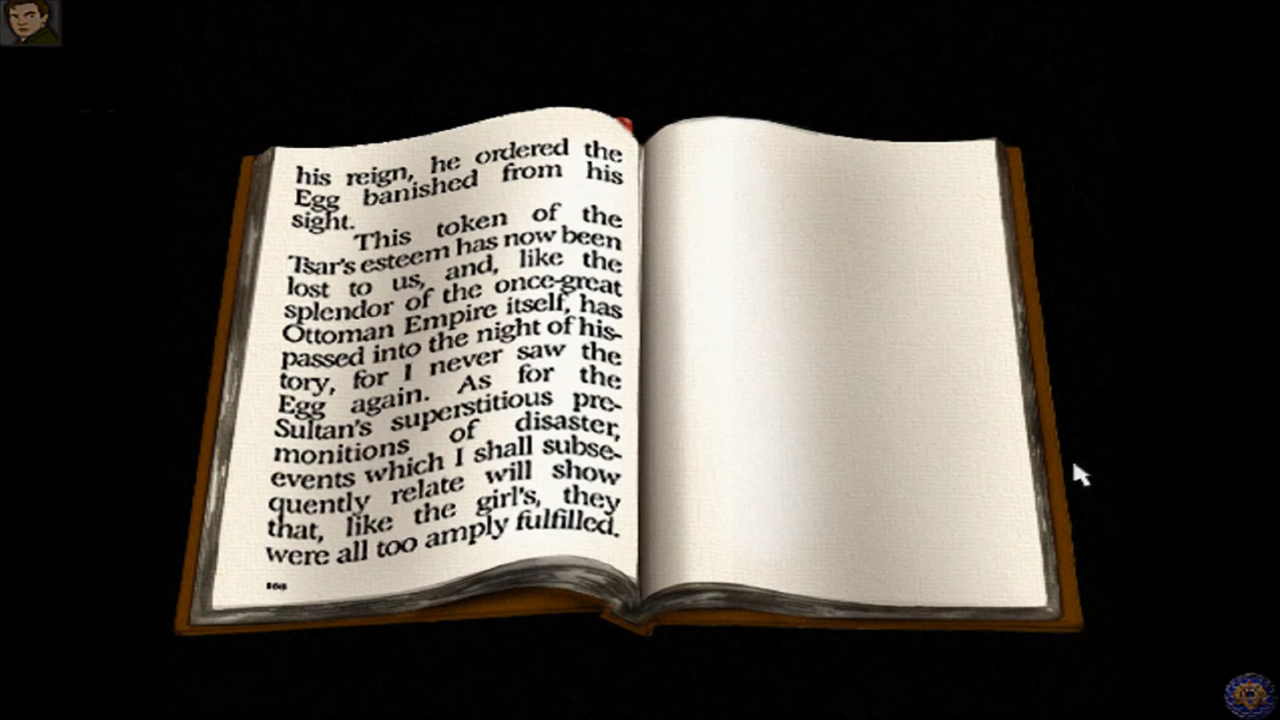 his reign, he ordered the
Egg banished from his
sight.
This token of the
Tsar's esteem has now been
lost to us, and, like the
splendor of the once-great
Ottoman Empire itself, has
passed into the night of his-
tory, for I never saw the
Egg again. As for the
Sultan's superstitious pre-
monitions of disaster,
events which I shall subse-
quently relate will show
that, like the girl's, they
were all too amply fulfilled.